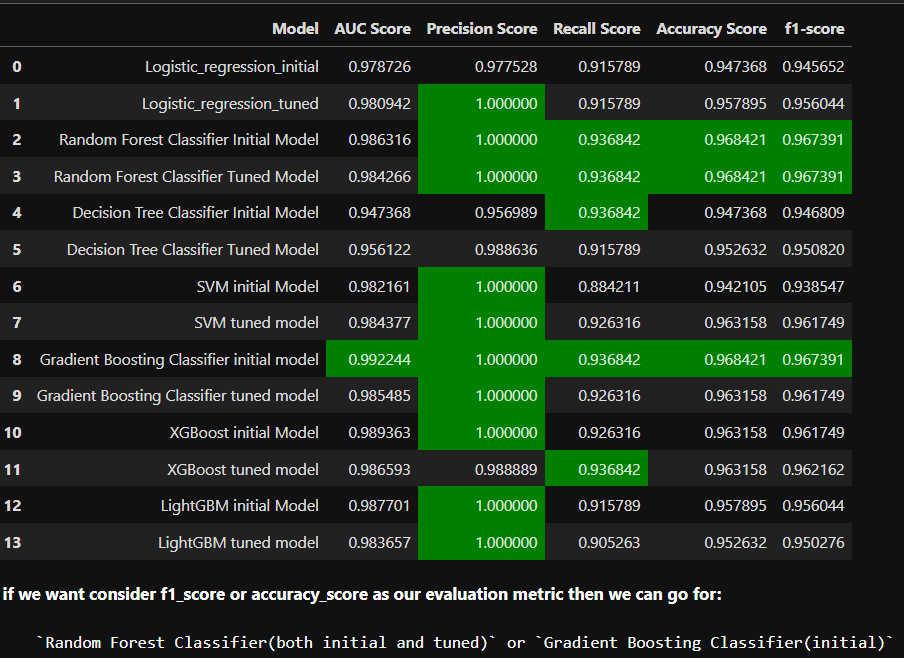 Model AUC Score Precision Score Recall Score Accuracy Score f1-score
0 Logistic_regression_initial 0.978726 0.977528 0.915789 0.947368 0.945652
1 Logistic_regression_tuned 0.980942 1.000000 0.915789 0.957895 0.956044
2 Random Forest Classifier Initial Model 0.986316 1.000000 0.936842 0.968421 0.967391
3 Random Forest Classifier Tuned Model 0.984266 1.000000 0.936842 0.968421 0.967391
4 Decision Tree Classifier Initial Model 0.947368 0.956989 0.936842 0.947368 0.946809
5 Decision Tree Classifier Tuned Model 0.956122 0.988636 0.915789 0.952632 0.950820
6 SVM initial Model 0.982161 1.000000 0.884211 0.942105 0.938547
7 SVM tuned model 0.984377 1.000000 0.926316 0.963158 0.961749
8 Gradient Boosting Classifier initial model 0.992244 1.000000 0.936842 0.968421 0.967391
9 Gradient Boosting Classifier tuned model 0.985485 1.000000 0.926316 0.963158 0.961749
10 XGBoost initial Model 0.989363 1.000000 0.926316 0.963158 0.961749
11 XGBoost tuned model 0.986593 0.988889 0.936842 0.963158 0.962162
12 LightGBM initial Model 0.987701 1.000000 0.915789 0.957895 0.956044
13 LightGBM tuned model 0.983657 1.000000 0.905263 0.952632 0.950276
if we want consider f1_score or accuracy_score as our evaluation metric then we can go for:
`Random Forest Classifier(both initial and tuned)` or `Gradient Boosting Classifier(initial)`